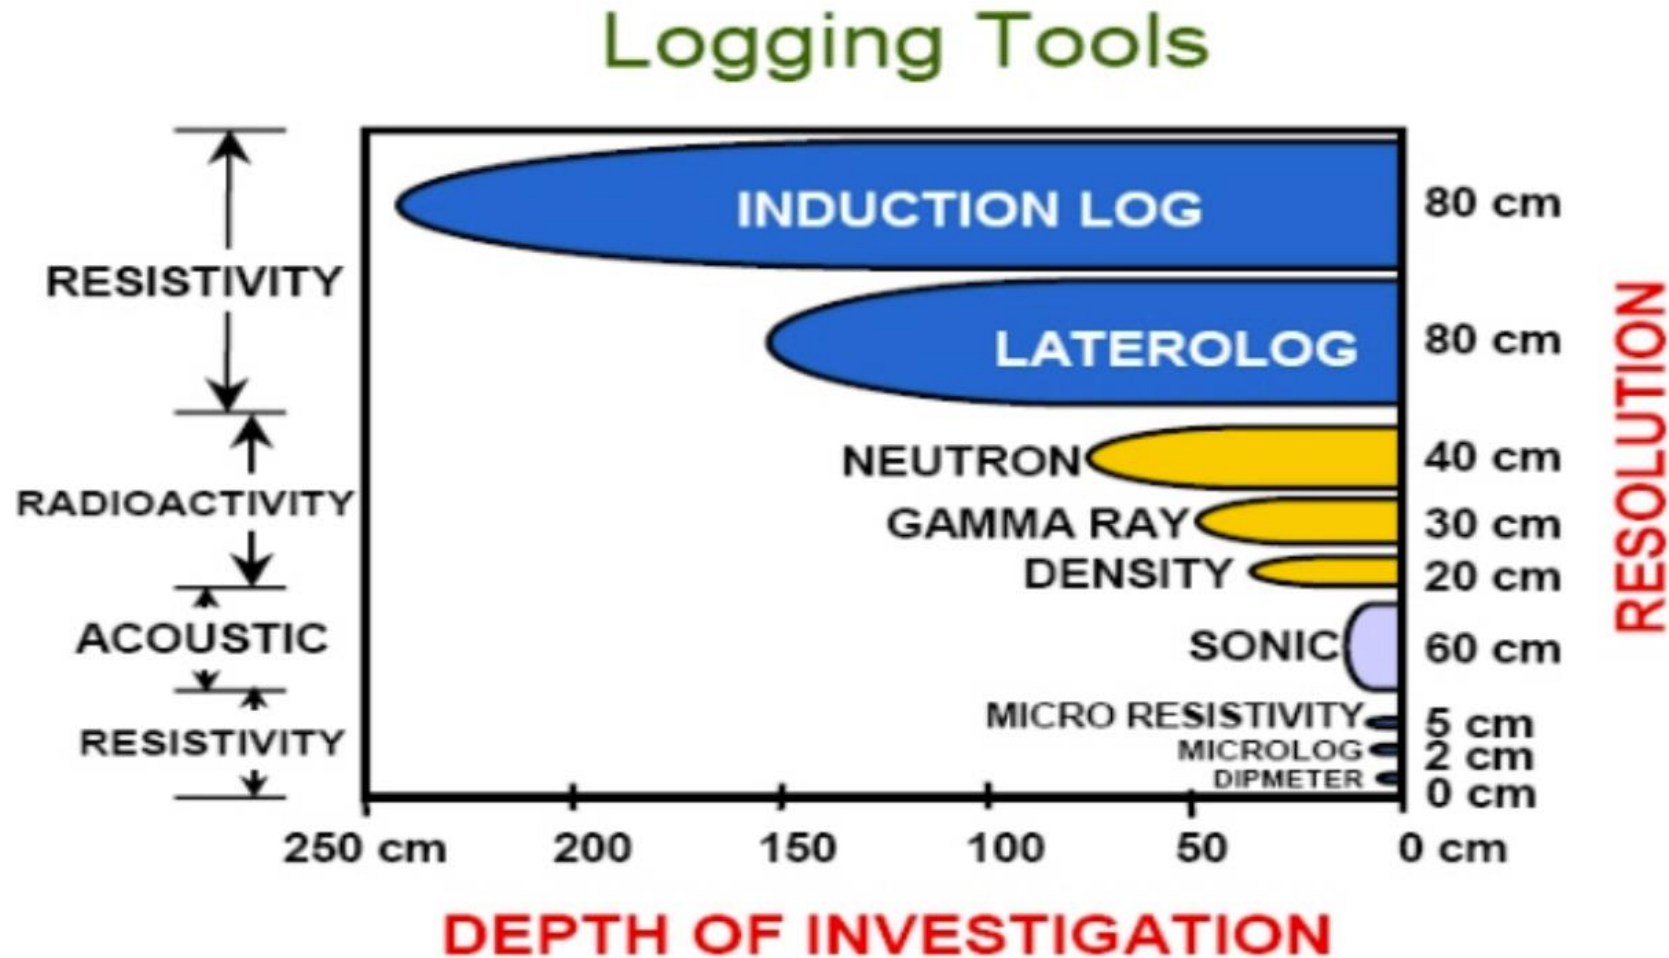 Logging Tools
RESISTIVITY
RADIOACTIVITY
ACOUSTIC
RESISTIVITY
INDUCTION LOG
80 cm
LATEROLOG
80 cm
NEUTRON
40 cm
GAMMA RAY
30 cm
DENSITY
20 cm
SONIC
60 cm
MICRO RESISTIVITY
5 cm
MICROLOG
2 cm
DIPMETER
0 cm
RESOLUTION
250 cm 200 150 100 50 0 cm
DEPTH OF INVESTIGATION